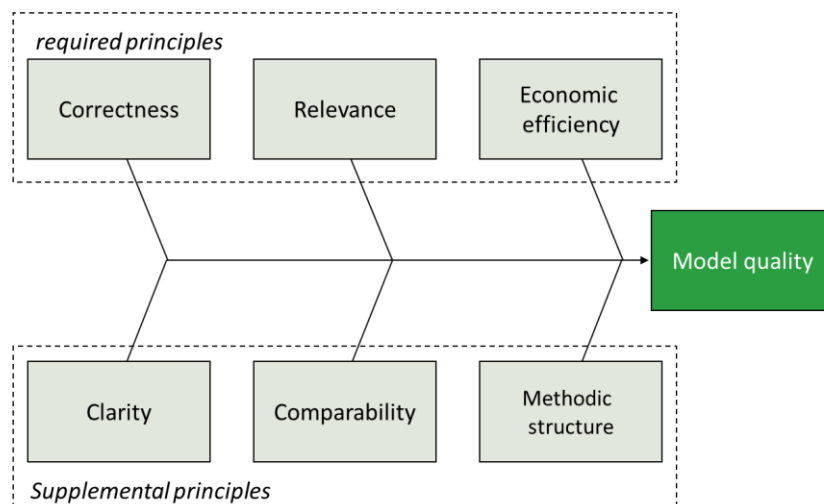 required principles
Correctness
Relevance
Economic
efficiency
Model quality
Clarity
Comparability
Methodic
structure
Supplemental principles